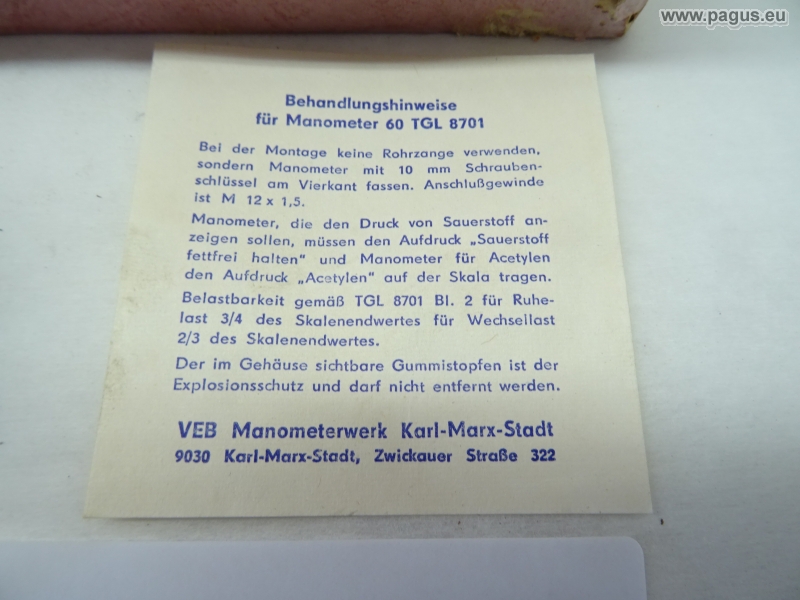 www.pagus.eu
Behandlungshinweise
für Manometer 60 TGL 8701
Bei der Montage keine Rohrzange verwenden,
sondern Manometer mit 10 mm Schrauben-
schlüssel am Vierkant fassen. Anschlußgewinde
ist M 12 x 1,5.
Manometer, die den Druck von Sauerstoff an-
zeigen sollen, müssen den Aufdruck „Sauerstoff
fettfrei halten" und Manometer für Acetylen
den Aufdruck „Acetylen" auf der Skala tragen.
Belastbarkeit gemäß TGL 8701 Bl. 2 für Ruhe-
last 3/4 des Skalenendwertes für Wechsellast
2/3 des Skalenendwertes.
Der im Gehäuse sichtbare Gummistopfen ist der
Explosionsschutz und darf nicht entfernt werden.
VEB Manometerwerk Karl-Marx-Stadt
9030 Karl-Marx-Stadt, Zwickauer Straße 322